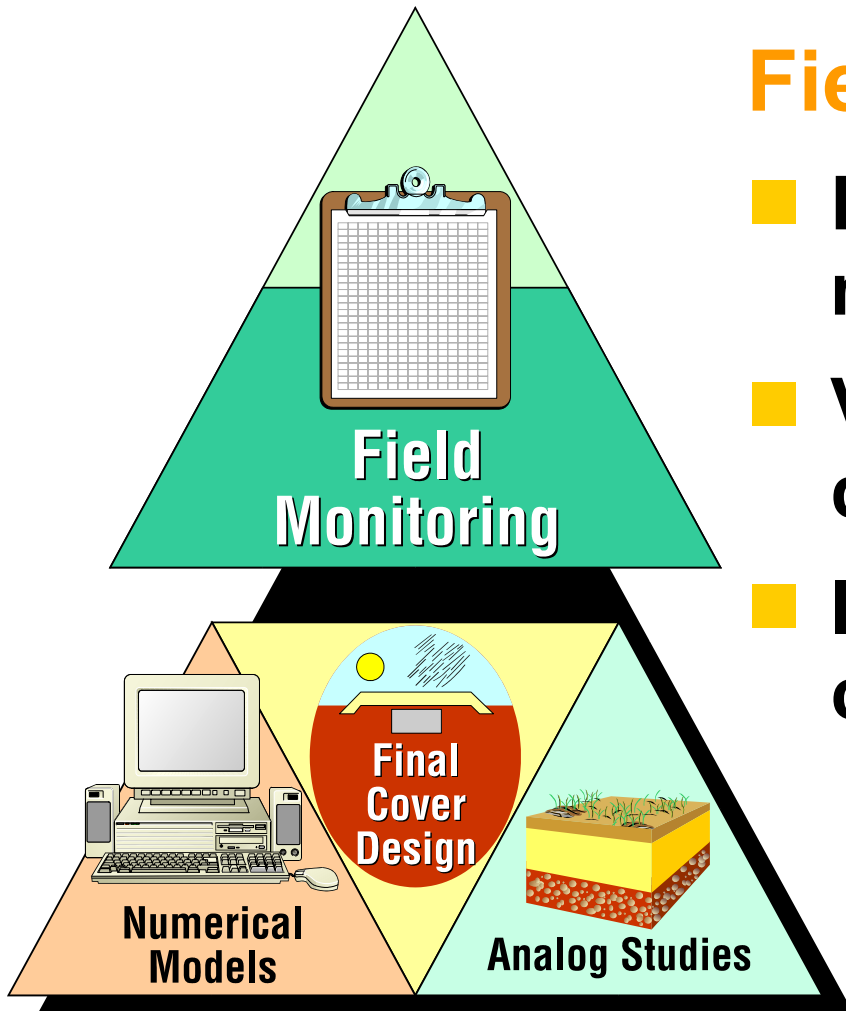 Field
Monitoring
Final
Cover
Design
Numerical
Models
Analog Studies